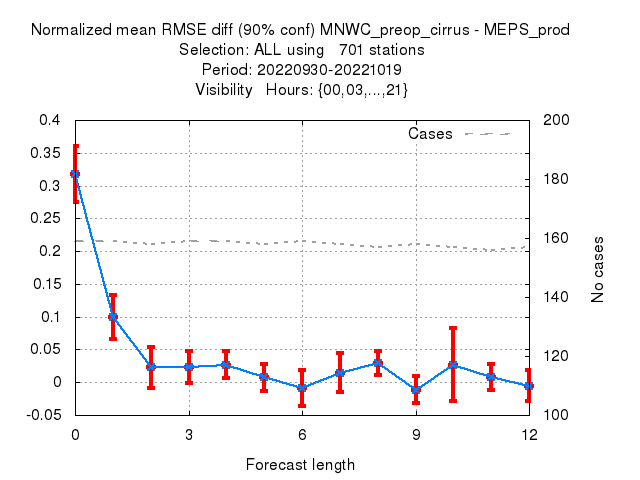 Normalized mean RMSE diff (90% conf) MNWC_preop_cirrus - MEPS_prod
Selection: ALL using   701 stations
Period: 20220930-20221019
Visibility   Hours: {00,03,...,21}
Cases
0.4
0.35
0.3
0.25
0.2
0.15
0.1
0.05
0
-0.05
200
180
160
140
120
100
No cases
0 3 6 9 12
Forecast length